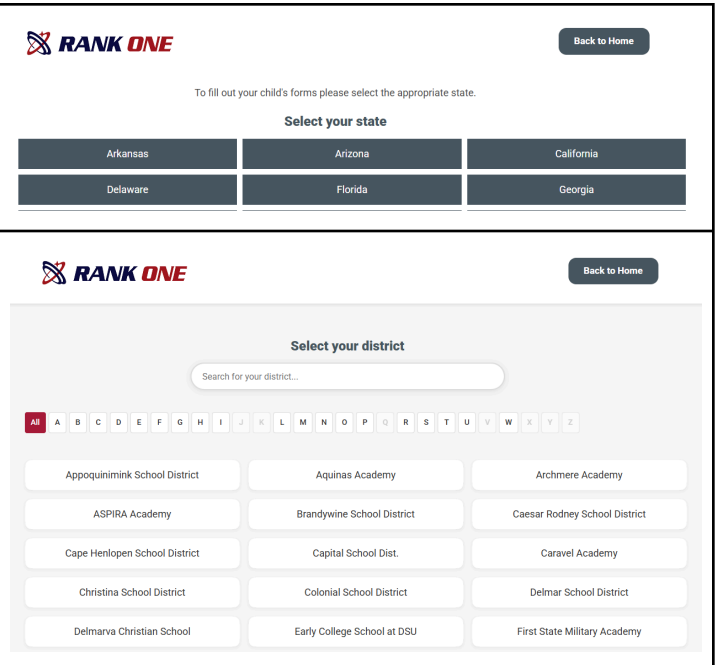 RANK ONE
Back to Home
To fill out your child's forms please select the appropriate state.
Select your state
Arkansas Arizona California
Delaware Florida Georgia
RANK ONE
Back to Home
Select your district
Search for your district...
All A B C D E F G H I J K L M N O P Q R S T U V W X Y Z
Appoquinimink School District Aquinas Academy Archmere Academy
ASPIRA Academy Brandywine School District Caesar Rodney School District
Cape Henlopen School District Capital School Dist. Caravel Academy
Christina School District Colonial School District Delmar School District
Delmarva Christian School Early College School at DSU First State Military Academy